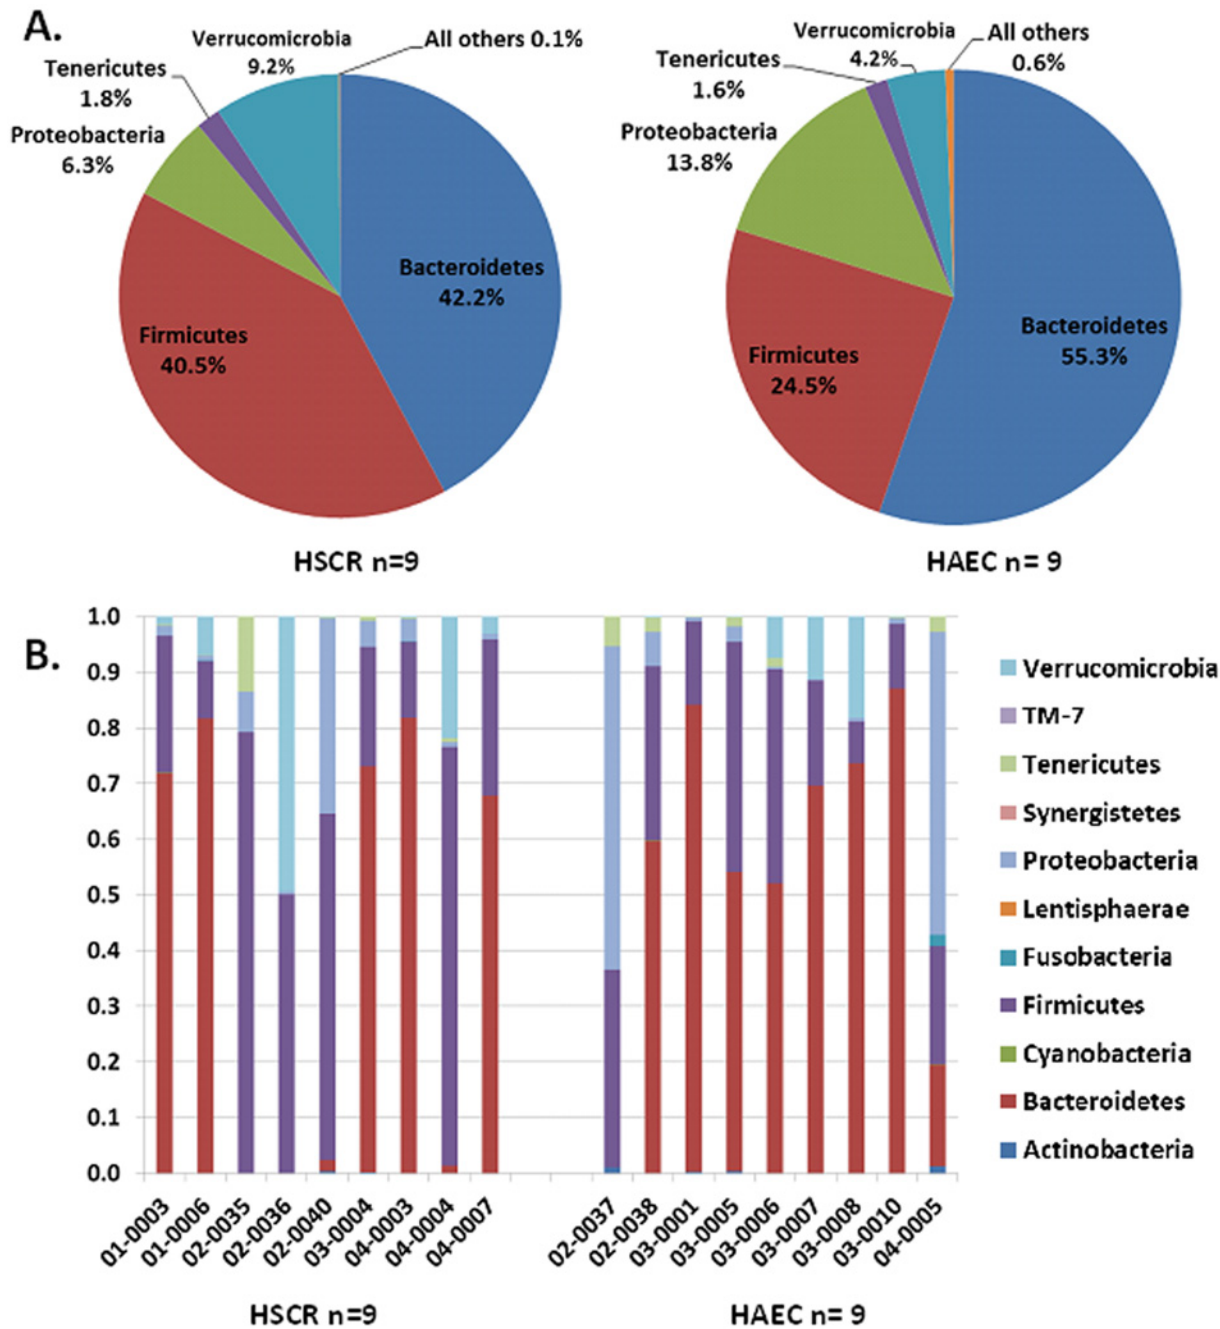 A.
Verrucomicrobia
9.2%
All others 0.1%
Tenericutes
1.8%
Proteobacteria
6.3%
Bacteroidetes
42.2%
Firmicutes
40.5%
HSCR n=9
Verrucomicrobia
4.2%
All others
0.6%
Tenericutes
1.6%
Proteobacteria
13.8%
Bacteroidetes
55.3%
Firmicutes
24.5%
HAEC n= 9
B.
1.0
0.9
0.8
0.7
0.6
0.5
0.4
0.3
0.2
0.1
0.0
01-0003
01-0006
02-0035
02-0036
02-0040
03-0004
04-0003
04-0004
04-0007
02-0037
02-0038
03-0001
03-0005
03-0006
03-0007
03-0008
03-0010
04-0005
HSCR n=9
HAEC n= 9
Verrucomicrobia
TM-7
Tenericutes
Synergistetes
Proteobacteria
Lentisphaerae
Fusobacteria
Firmicutes
Cyanobacteria
Bacteroidetes
Actinobacteria